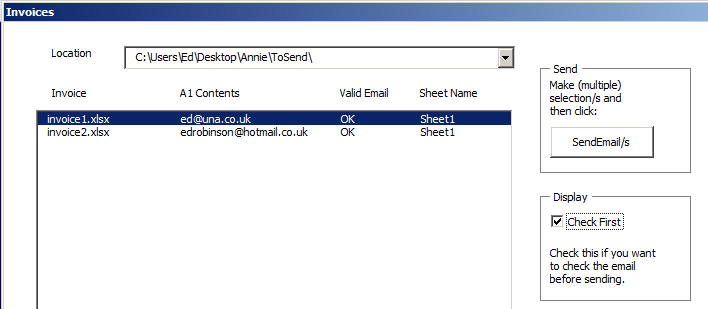 Invoices
Location
C:\Users\Ed\Desktop\Annie\ToSend\
Invoice A1 Contents Valid Email Sheet Name
invoice1.xlsx ed@una.co.uk OK Sheet1
invoice2.xlsx edrobinson@hotmail.co.uk OK Sheet1
Send
Make (multiple)
selection/s and
then click:
SendEmail/s
Display
Check First
Check this if you want
to check the email
before sending.